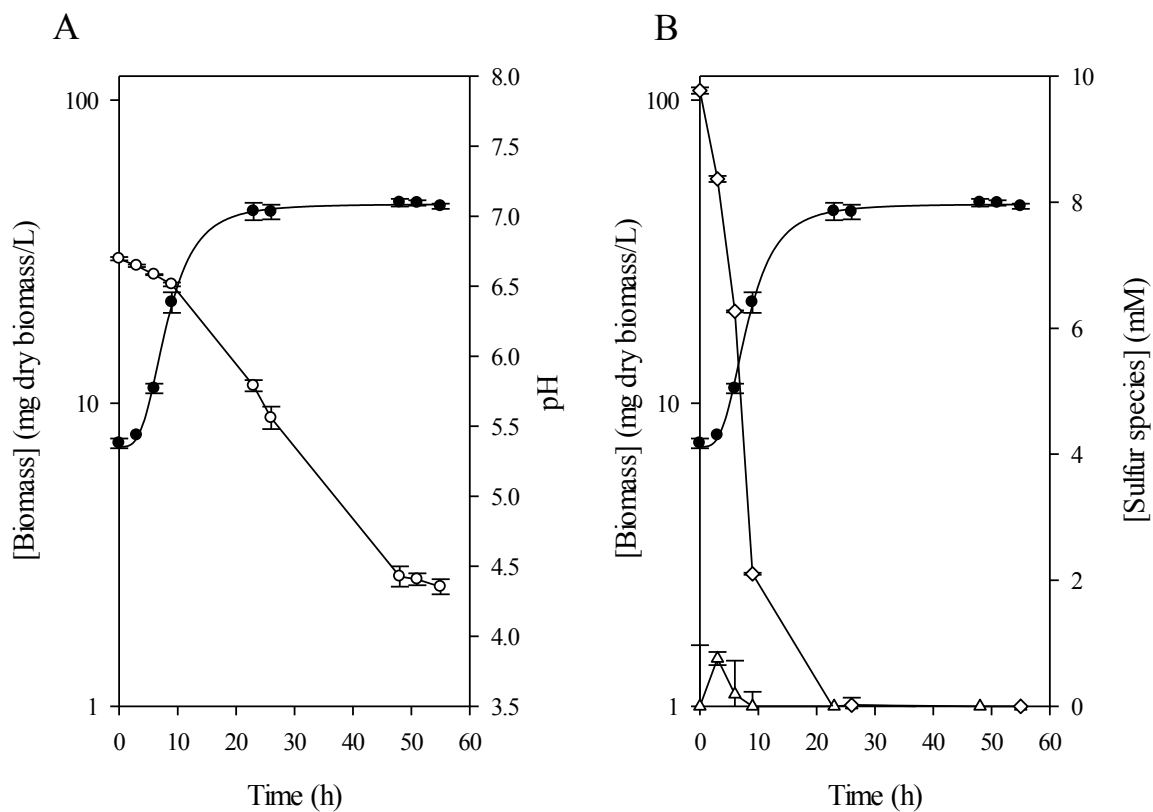 A
B
100
10
1
[Biomass] (mg dry biomass/L)
8.0
7.5
7.0
6.5
6.0
5.5
5.0
4.5
4.0
3.5
pH
0 10 20 30 40 50 60
Time (h)
100
10
1
[Biomass] (mg dry biomass/L)
10
8
6
4
2
0
[Sulfur species] (mM)
0 10 20 30 40 50 60
Time (h)